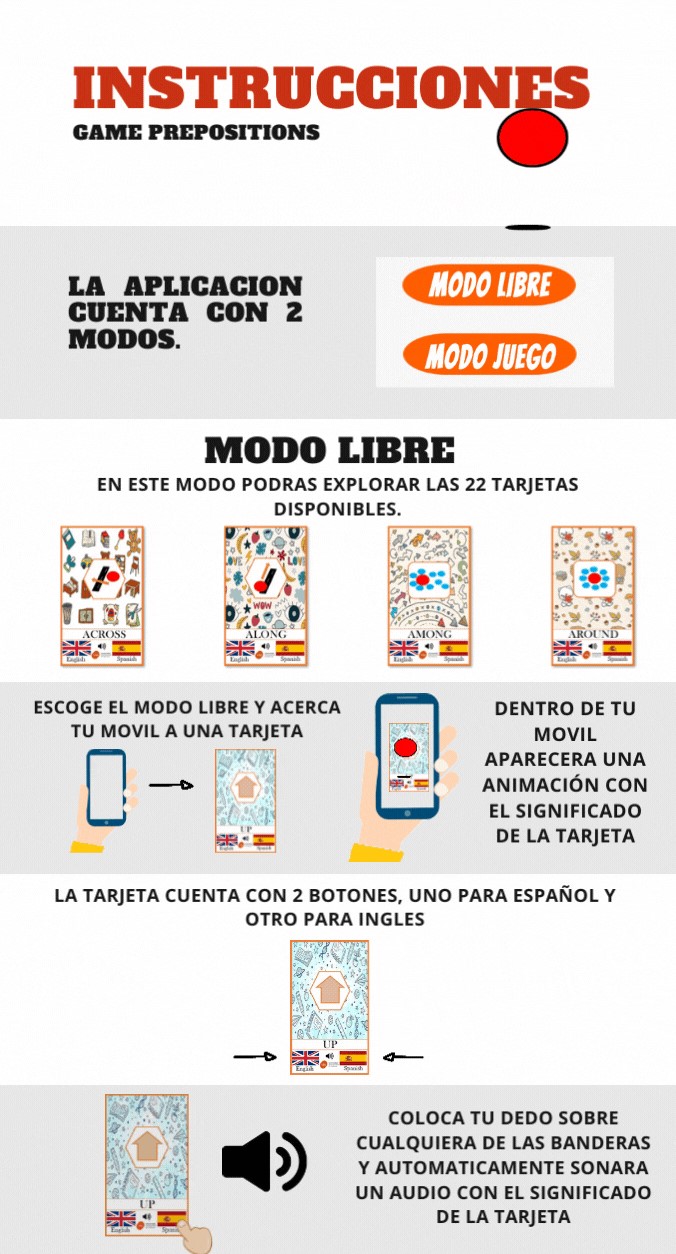 INSTRUCCIONES
GAME PREPOSITIONS
LA APLICACION
CUENTA CON 2
MODOS.
MODO LIBRE
MODO JUEGO
MODO LIBRE
EN ESTE MODO PODRAS EXPLORAR LAS 22 TARJETAS
DISPONIBLES.
LOVE
LOVE
WOW
ACROSS
ALONG
AMONG
AROUND
English
Spanish
English
Spanish
English
Spanish
English
Spanish
ESCOGE EL MODO LIBRE Y ACERCA
TU MOVIL A UNA TARJETA
UP
English
Spanish
DENTRO DE TU
MOVIL
APARECERA UNA
ANIMACIÓN CON
EL SIGNIFICADO
DE LA TARJETA
LA TARJETA CUENTA CON 2 BOTONES, UNO PARA ESPAÑOL Y
OTRO PARA INGLES
UP
English
Spanish
UP
English
COLOCA TU DEDO SOBRE
CUALQUIERA DE LAS BANDERAS
Y AUTOMATICAMENTE SONARA
UN AUDIO CON EL SIGNIFICADO
DE LA TARJETA